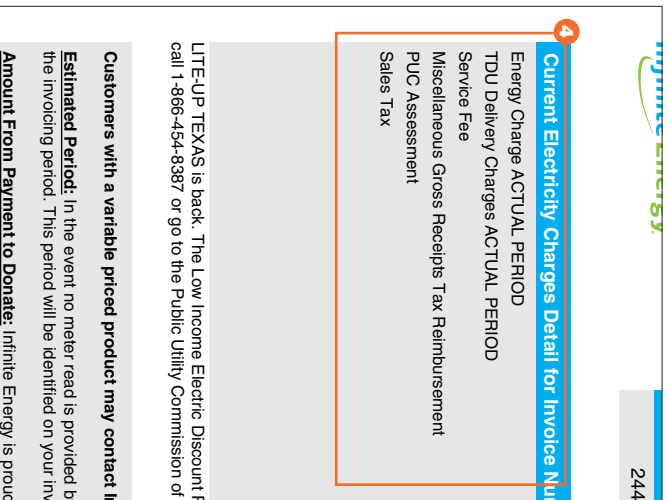 Infinite Energy
244
4
Current Electricity Charges Detail for Invoice Nu
Energy Charge ACTUAL PERIOD
TDU Delivery Charges ACTUAL PERIOD
Service Fee
Miscellaneous Gross Receipts Tax Reimbursement
PUC Assessment
Sales Tax
LITE-UP TEXAS is back. The Low Income Electric Discount
call 1-866-454-8387 or go to the Public Utility Commission of
Customers with a variable priced product may contact
Estimated Period: In the event no meter read is provided
the invoicing period. This period will be identified on your
Amount From Payment to Donate: Infinite Energy is